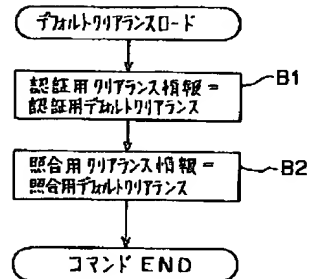 デフォルトクリアランスロード
認証用クリアランス情報=
認証用デフォルトクリアランス
B1
照合用クリアランス情報=
照合用デフォルトクリアランス
B2
コマンドEND